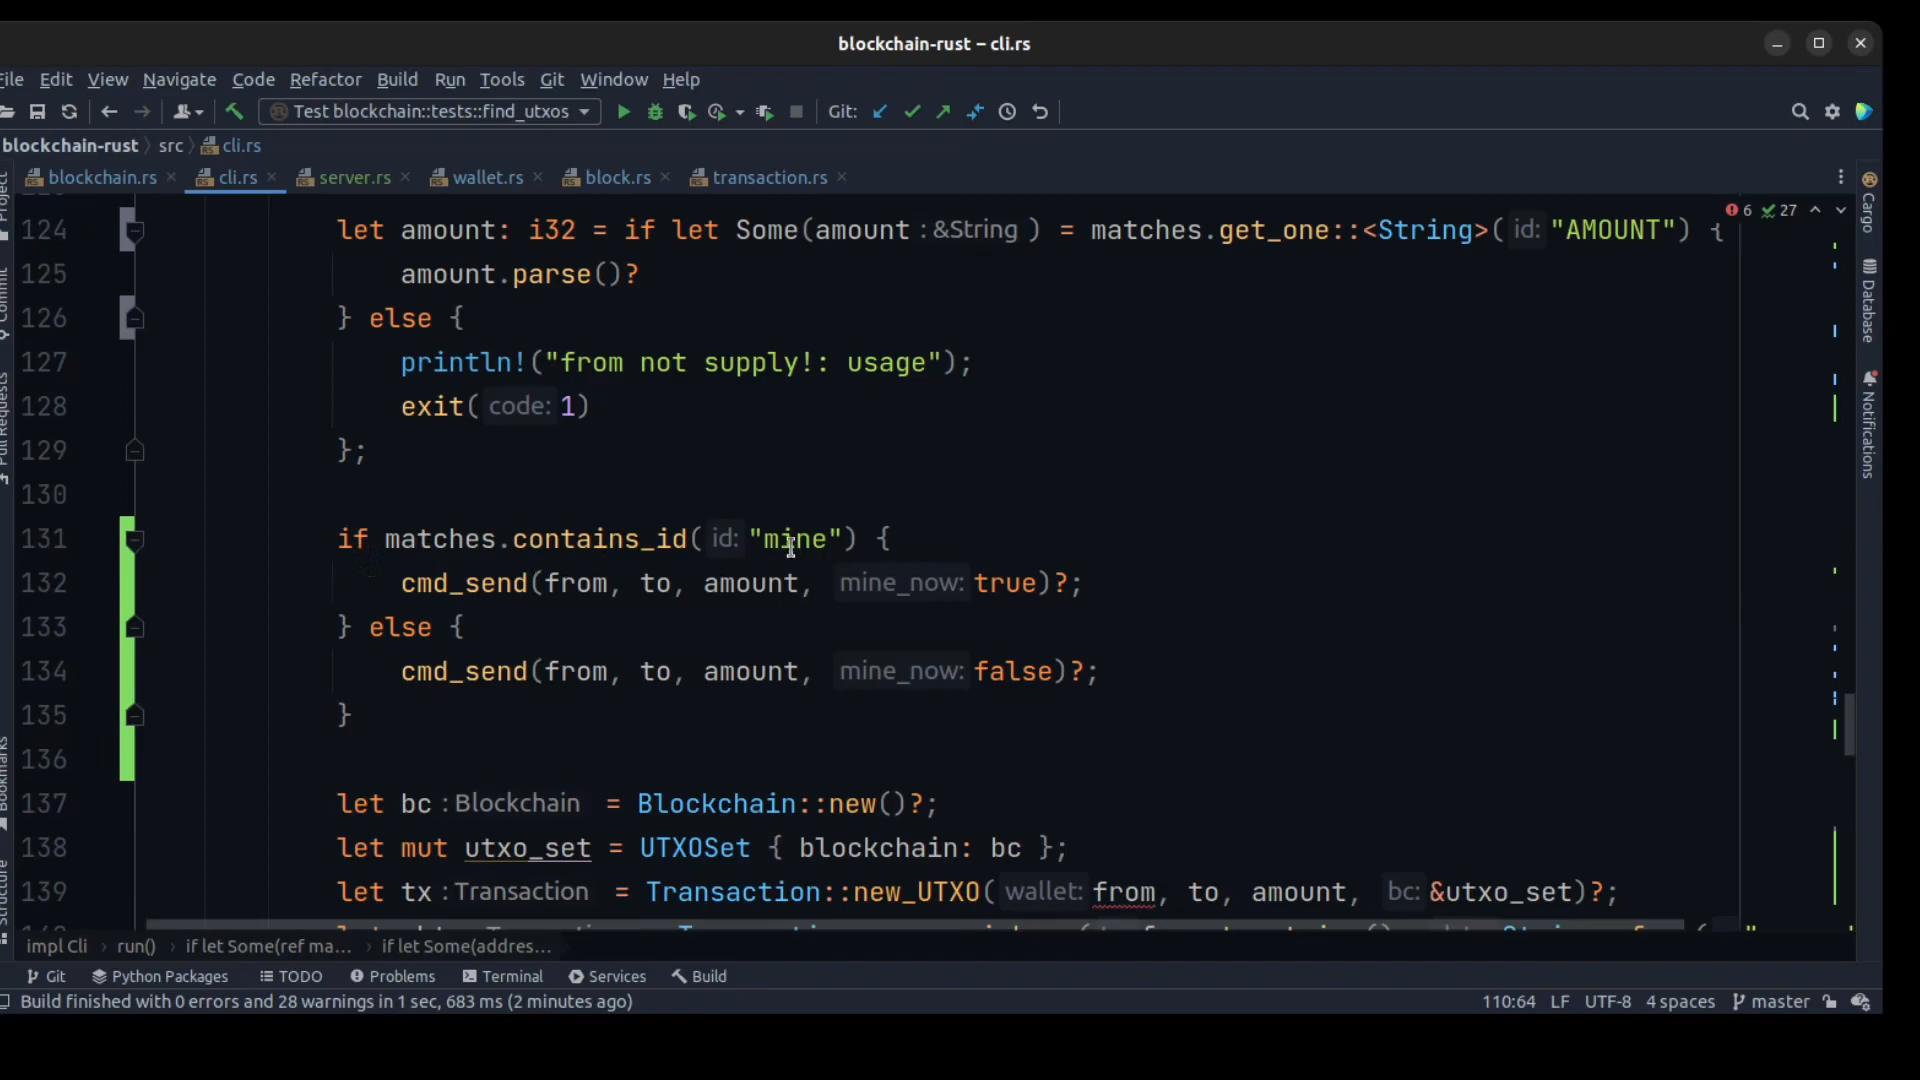 blockchain-rust – cli.rs
File Edit View Navigate Code Refactor Build Run Tools Git Window Help
Test blockchain::tests::find_utxos Git:
blockchain-rust src cli.rs
blockchain.rs cli.rs server.rs wallet.rs block.rs transaction.rs
6 27
124 let amount: i32 = if let Some(amount :&String ) = matches.get_one::<String>( id: "AMOUNT") {
125 amount.parse()?
126 } else {
127 println!("from not supply!: usage");
128 exit( code: 1)
129 };
130
131 if matches.contains_id( id: "mine") {
132 cmd_send(from, to, amount, mine_now: true)?;
133 } else {
134 cmd_send(from, to, amount, mine_now: false)?;
135 }
136
137 let bc : Blockchain = Blockchain::new()?;
138 let mut utxo_set = UTXOSet { blockchain: bc };
139 let tx : Transaction = Transaction::new_UTXO( wallet: from, to, amount, bc: &utxo_set)?;
impl Cli run() if let Some(ref ma... if let Some(addres...
Git Python Packages TODO Problems Terminal Services Build
Build finished with 0 errors and 28 warnings in 1 sec, 683 ms (2 minutes ago) 110:64 LF UTF-8 4 spaces master
Project
Commit
Pull Requests
Bookmarks
Structure
Cargo
Database
Notifications